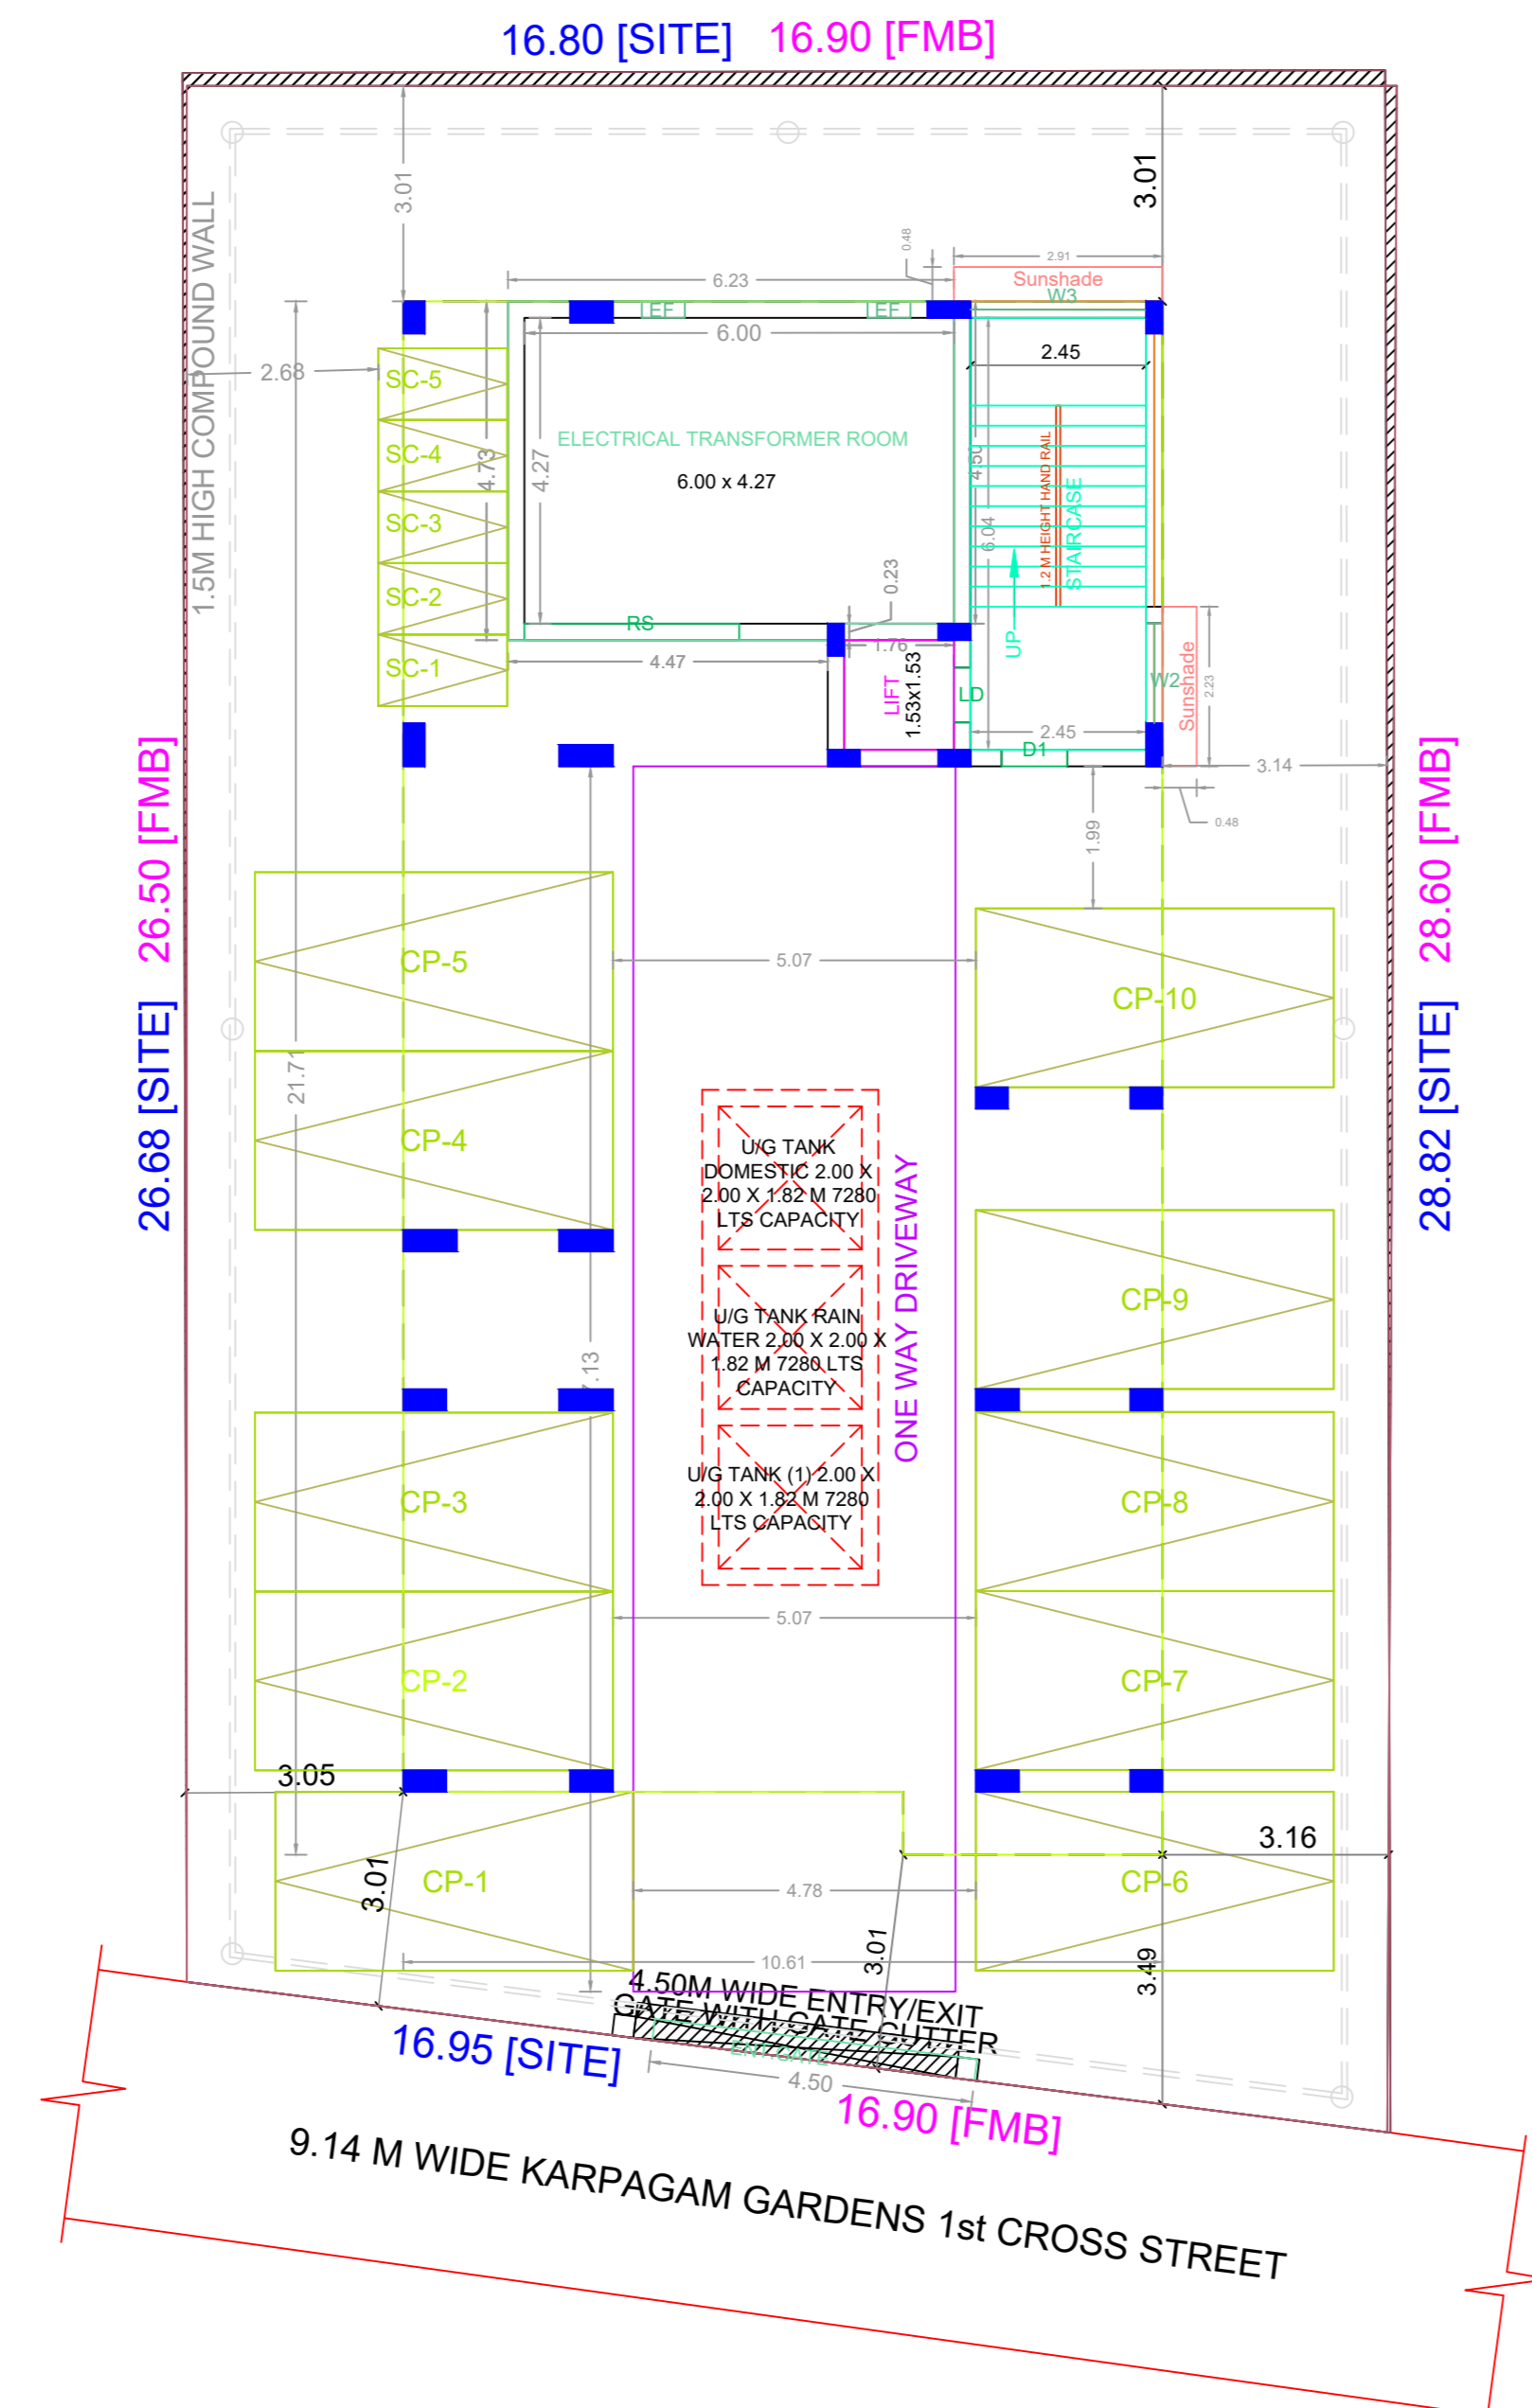 16.80 [SITE] 16.90 [FMB]
3.01
3.01
1.5M HIGH COMPOUND WALL
0.48
2.91
Sunshade
W3
6.23
EF
EF
6.00
2.45
2.68
SC-5
SC-4
SC-3
SC-2
SC-1
4.73
4.27
ELECTRICAL TRANSFORMER ROOM
6.00 x 4.27
4.50
6.04
1.2 M HEIGHT HAND RAIL
STAIRCASE
UP
RS
0.23
1.76
4.47
LIFT
1.53x1.53
LD
W2
Sunshade
2.23
2.45
D1
3.14
0.48
1.99
26.68 [SITE] 26.50 [FMB]
28.82 [SITE] 28.60 [FMB]
CP-5
5.07
CP-10
21.71
CP-4
U/G TANK
DOMESTIC 2.00 X
2.00 X 1.82 M 7280
LTS CAPACITY
ONE WAY DRIVEWAY
CP-9
U/G TANK RAIN
WATER 2.00 X 2.00 X
1.82 M 7280 LTS
CAPACITY
7.13
CP-3
U/G TANK (1) 2.00 X
2.00 X 1.82 M 7280
LTS CAPACITY
CP-8
5.07
CP-2
CP-7
3.05
3.16
CP-1
3.01
4.78
CP-6
3.01
10.61
3.49
4.50M WIDE ENTRY/EXIT
GATE WITH GATE GUTTER
ENT.GATE
4.50
16.95 [SITE]
16.90 [FMB]
9.14 M WIDE KARPAGAM GARDENS 1st CROSS STREET